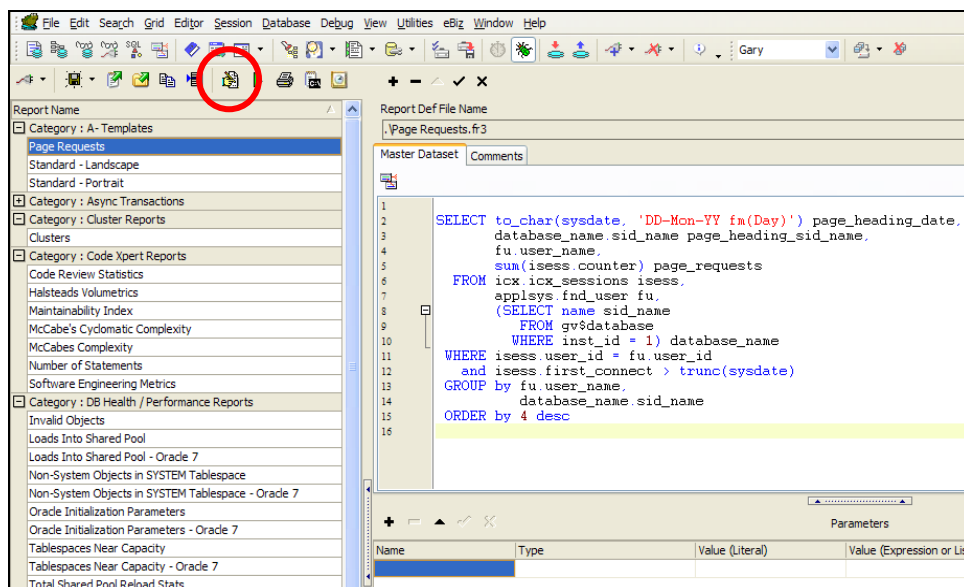 File Edit Search Grid Editor Session Database Debug View Utilities eBiz Window Help
Gary
Report Name
Category : A- Templates
Page Requests
Standard - Landscape
Standard - Portrait
Category : Async Transactions
Category : Cluster Reports
Clusters
Category : Code Xpert Reports
Code Review Statistics
Halsteads Volumetrics
Maintainability Index
McCabe's Cyclomatic Complexity
McCabes Complexity
Number of Statements
Software Engineering Metrics
Category : DB Health / Performance Reports
Invalid Objects
Loads Into Shared Pool
Loads Into Shared Pool - Oracle 7
Non-System Objects in SYSTEM Tablespace
Non-System Objects in SYSTEM Tablespace - Oracle 7
Oracle Initialization Parameters
Oracle Initialization Parameters - Oracle 7
Tablespaces Near Capacity
Tablespaces Near Capacity - Oracle 7
Total Shared Pool Reload Stats
Report Def File Name
.\Page Requests.fr3
Master Dataset Comments
1
2 SELECT to_char(sysdate, 'DD-Mon-YY fm(Day)') page_heading_date,
3 database_name.sid_name page_heading_sid_name,
4 fu.user_name,
5 sum(isess.counter) page_requests
6 FROM icx.icx_sessions isess,
7 applsys.fnd_user fu,
8 (SELECT name sid_name
9 FROM gv$database
10 WHERE inst_id = 1) database_name
11 WHERE isess.user_id = fu.user_id
12 and isess.first_connect > trunc(sysdate)
13 GROUP by fu.user_name,
14 database_name.sid_name
15 ORDER by 4 desc
16
Parameters
Name Type Value (Literal) Value (Expression or Lis